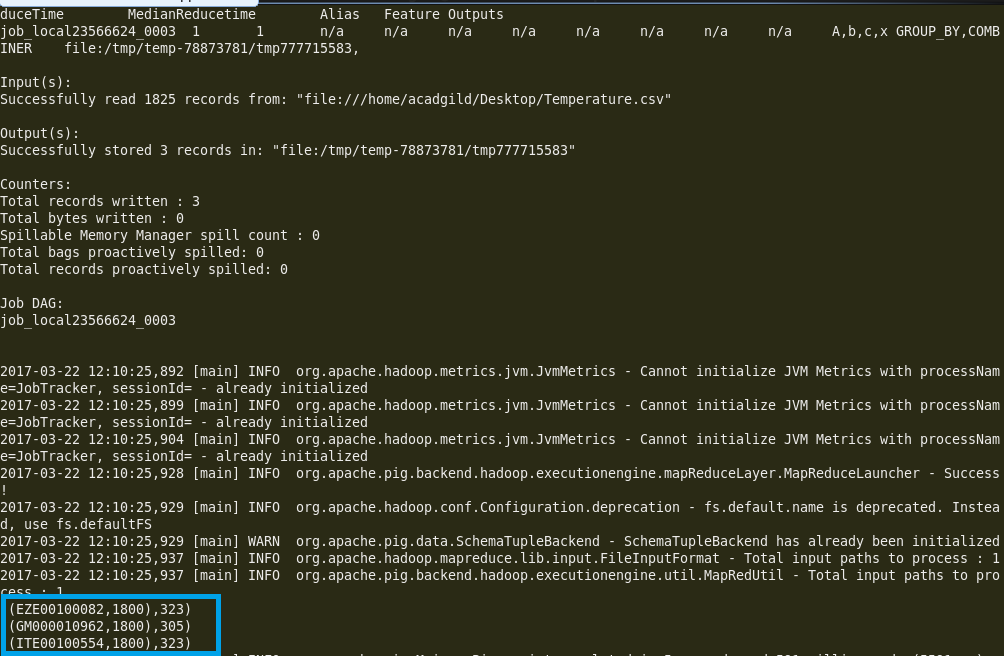 duceTime        MedianReducetime        Alias   Feature Outputs
job_local23566624_0003  1       1       n/a     n/a     n/a     n/a     n/a     n/a     n/a     A,b,c,x GROUP_BY,COMB
INER    file:/tmp/temp-78873781/tmp777715583,
Input(s):
Successfully read 1825 records from: "file:///home/acadgild/Desktop/Temperature.csv"
Output(s):
Successfully stored 3 records in: "file:/tmp/temp-78873781/tmp777715583"
Counters:
Total records written : 3
Total bytes written : 0
Spillable Memory Manager spill count : 0
Total bags proactively spilled: 0
Total records proactively spilled: 0
Job DAG:
job_local23566624_0003
2017-03-22 12:10:25,892 [main] INFO  org.apache.hadoop.metrics.jvm.JvmMetrics - Cannot initialize JVM Metrics with processNam
e=JobTracker, sessionId= - already initialized
2017-03-22 12:10:25,899 [main] INFO  org.apache.hadoop.metrics.jvm.JvmMetrics - Cannot initialize JVM Metrics with processNam
e=JobTracker, sessionId= - already initialized
2017-03-22 12:10:25,904 [main] INFO  org.apache.hadoop.metrics.jvm.JvmMetrics - Cannot initialize JVM Metrics with processNam
e=JobTracker, sessionId= - already initialized
2017-03-22 12:10:25,928 [main] INFO  org.apache.pig.backend.hadoop.executionengine.mapReduceLayer.MapReduceLauncher - Success
!
2017-03-22 12:10:25,929 [main] INFO  org.apache.hadoop.conf.Configuration.deprecation - fs.default.name is deprecated. Instea
d, use fs.defaultFS
2017-03-22 12:10:25,929 [main] WARN  org.apache.pig.data.SchemaTupleBackend - SchemaTupleBackend has already been initialized
2017-03-22 12:10:25,937 [main] INFO  org.apache.hadoop.mapreduce.lib.input.FileInputFormat - Total input paths to process : 1
2017-03-22 12:10:25,937 [main] INFO  org.apache.pig.backend.hadoop.executionengine.util.MapRedUtil - Total input paths to pro
cess : 1
(EZE00100082,1800),323)
(GM000010962,1800),305)
(ITE00100554,1800),323)